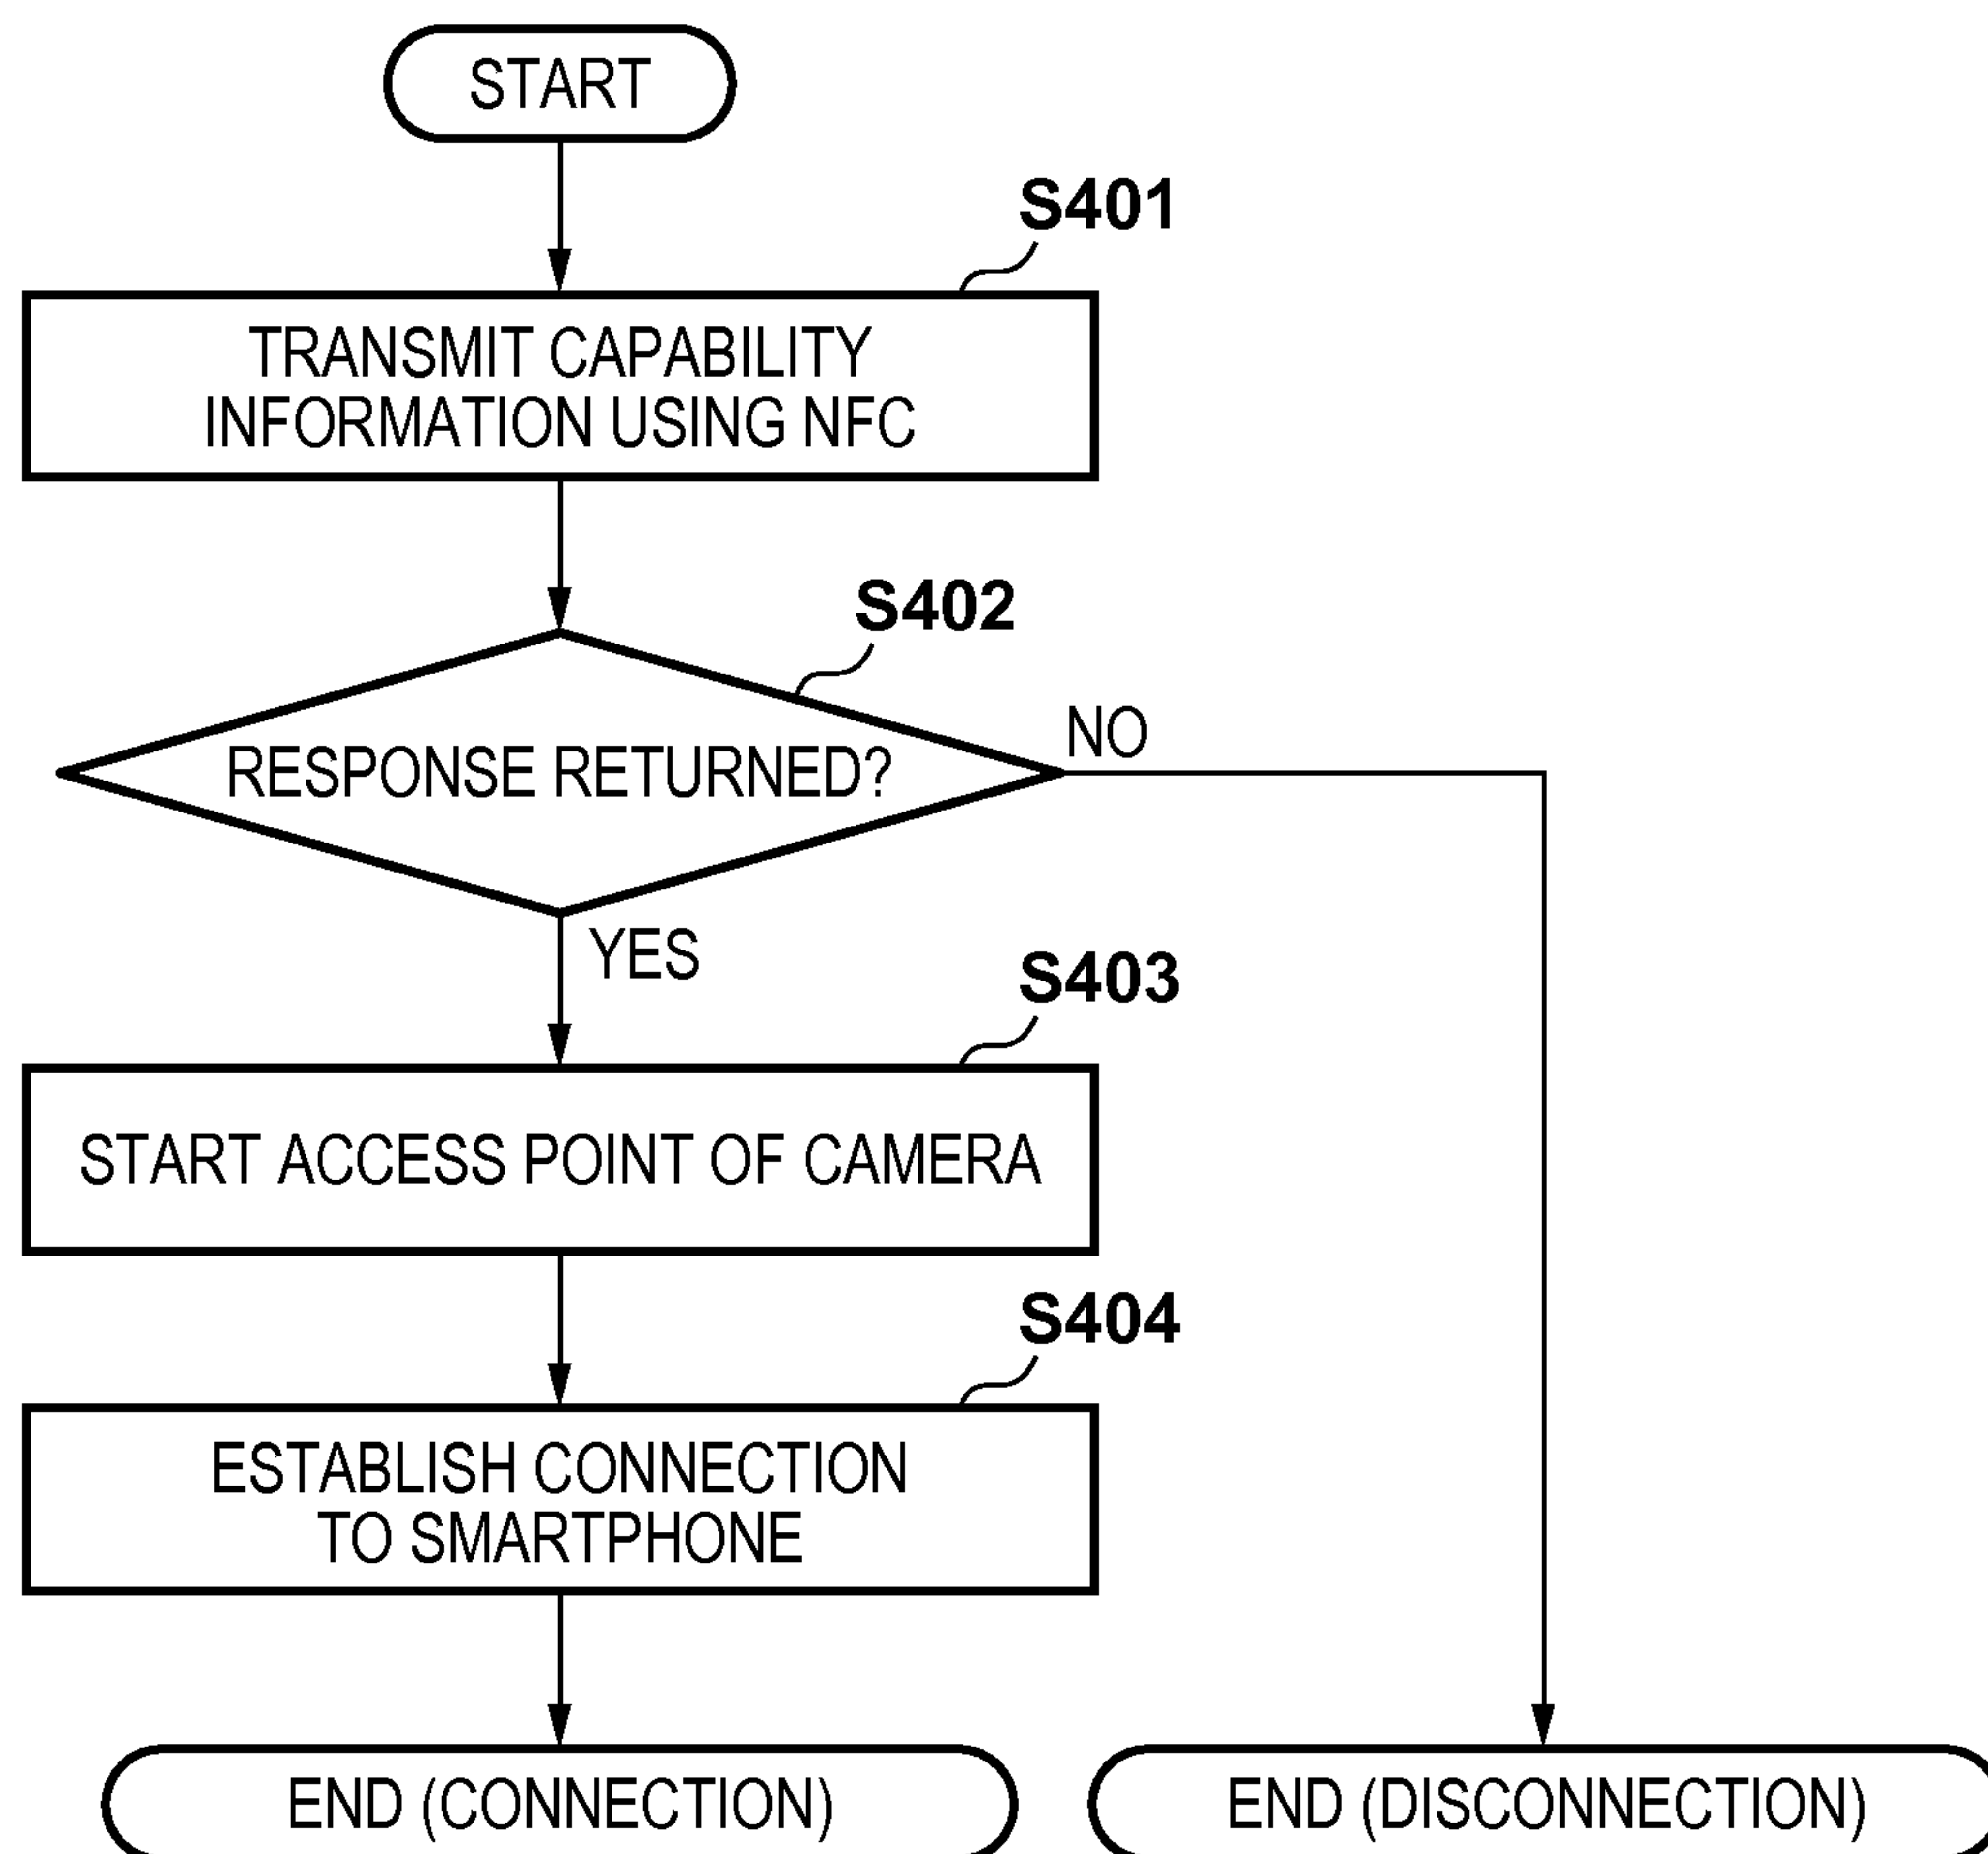 START
S401
TRANSMIT CAPABILITY
INFORMATION USING NFC
S402
RESPONSE RETURNED?
NO
YES
S403
START ACCESS POINT OF CAMERA
S404
ESTABLISH CONNECTION
TO SMARTPHONE
END (CONNECTION)
END (DISCONNECTION)